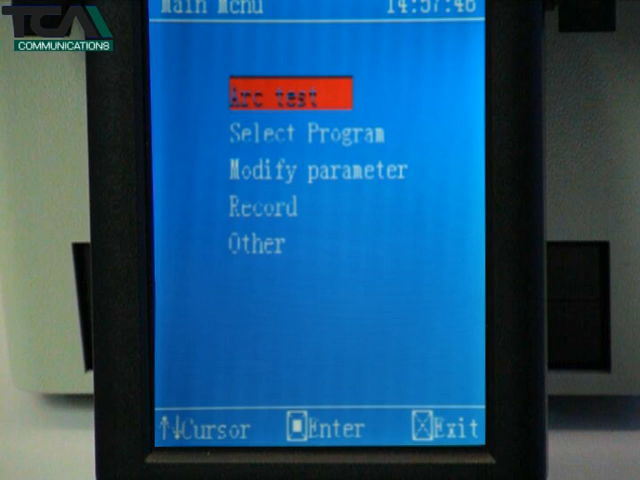 TCA
COMMUNICATIONS
Main Menu 14:57:48
Arc test
Select Program
Modify parameter
Record
Other
↑↓Cursor Enter Exit